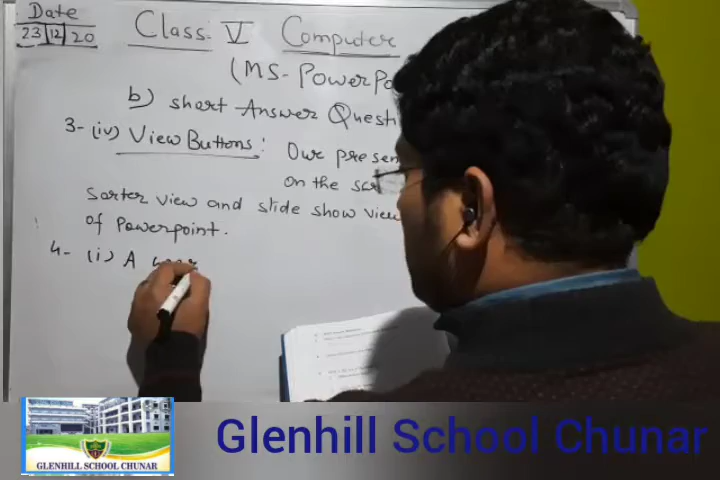 Date
23 12 20
Class - V Computer
(MS- PowerPo
b) Short Answer Questi
3- (iv) View Buttons : Our presen
on the scr
Sorter view and slide show view
of Powerpoint.
4- (i) A
GLENHILL SCHOOL CHUNAR
Glenhill School Chunar